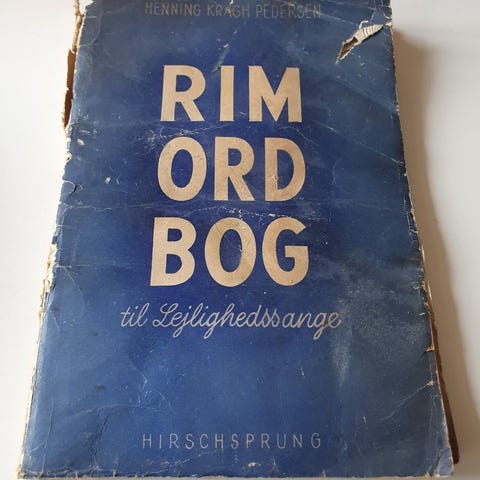 HENNING KRAGH PEDERSEN
RIM
ORD
BOG
til Lejlighedssange
HIRSCHSPRUNG